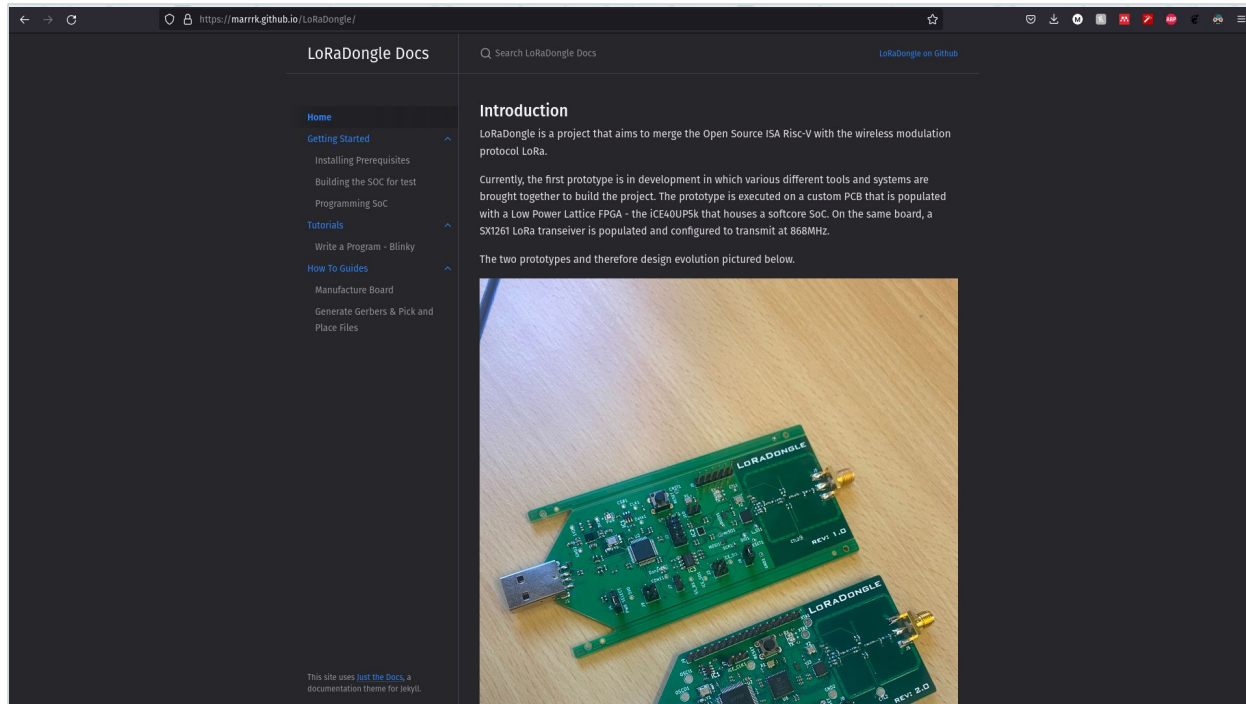 https://marrrk.github.io/LoRaDongle/
LoRaDongle Docs
Search LoRaDongle Docs
LoRaDongle on Github
Home
Getting Started
Installing Prerequisites
Building the SOC for test
Programming SoC
Tutorials
Write a Program - Blinky
How To Guides
Manufacture Board
Generate Gerbers & Pick and
Place Files
This site uses Just the Docs, a
documentation theme for Jekyll.
Introduction
LoRaDongle is a project that aims to merge the Open Source ISA Risc-V with the wireless modulation
protocol LoRa.
Currently, the first prototype is in development in which various different tools and systems are
brought together to build the project. The prototype is executed on a custom PCB that is populated
with a Low Power Lattice FPGA - the iCE40UP5k that houses a softcore SoC. On the same board, a
SX1261 LoRa transeiver is populated and configured to transmit at 868MHz.
The two prototypes and therefore design evolution pictured below.
LORADONGLE
REV: 1.0
LORADONGLE
REV: 2.0